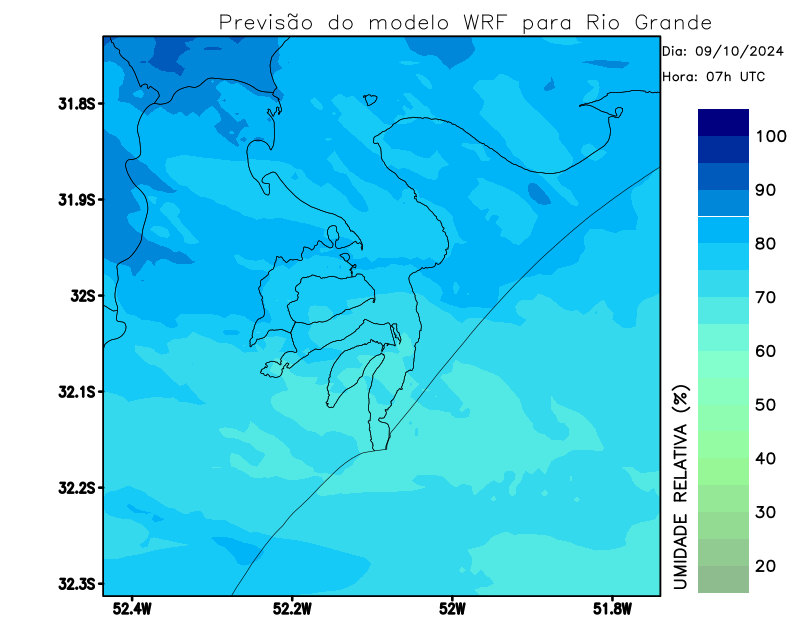 Previsão do modelo WRF para Rio Grande
Dia: 09/10/2024
Hora: 07h UTC
31.8S
31.9S
32S
32.1S
32.2S
32.3S
52.4W
52.2W
52W
51.8W
100
90
80
70
60
50
40
30
20
UMIDADE RELATIVA (%)